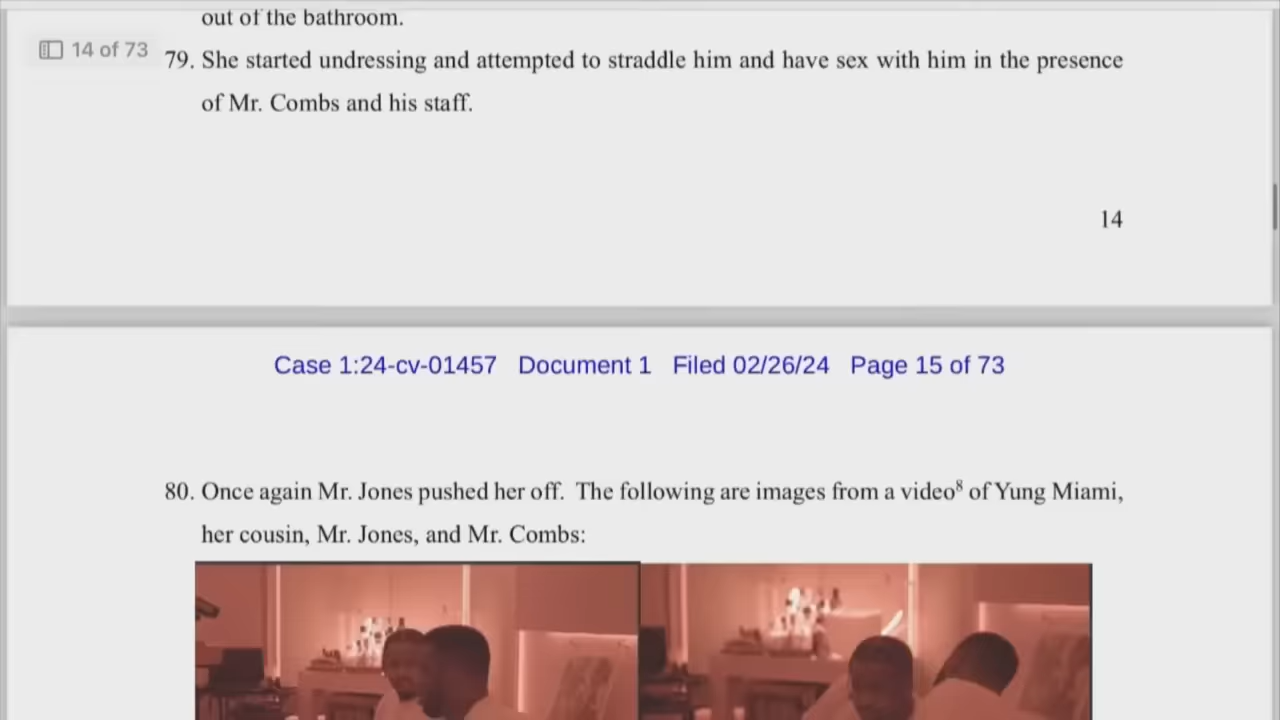 out of the bathroom.
14 of 73
79. She started undressing and attempted to straddle him and have sex with him in the presence
of Mr. Combs and his staff.
14
Case 1:24-cv-01457 Document 1 Filed 02/26/24 Page 15 of 73
80. Once again Mr. Jones pushed her off. The following are images from a video⁸ of Yung Miami,
her cousin, Mr. Jones, and Mr. Combs: